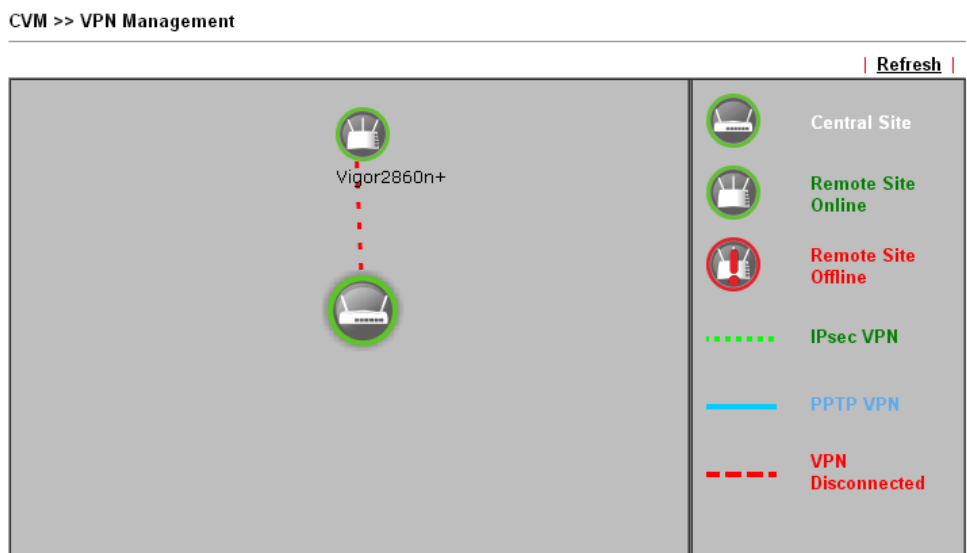 CVM >> VPN Management
| Refresh |
Vigor2860n+
Central Site
Remote Site
Online
Remote Site
Offline
IPsec VPN
PPTP VPN
VPN
Disconnected